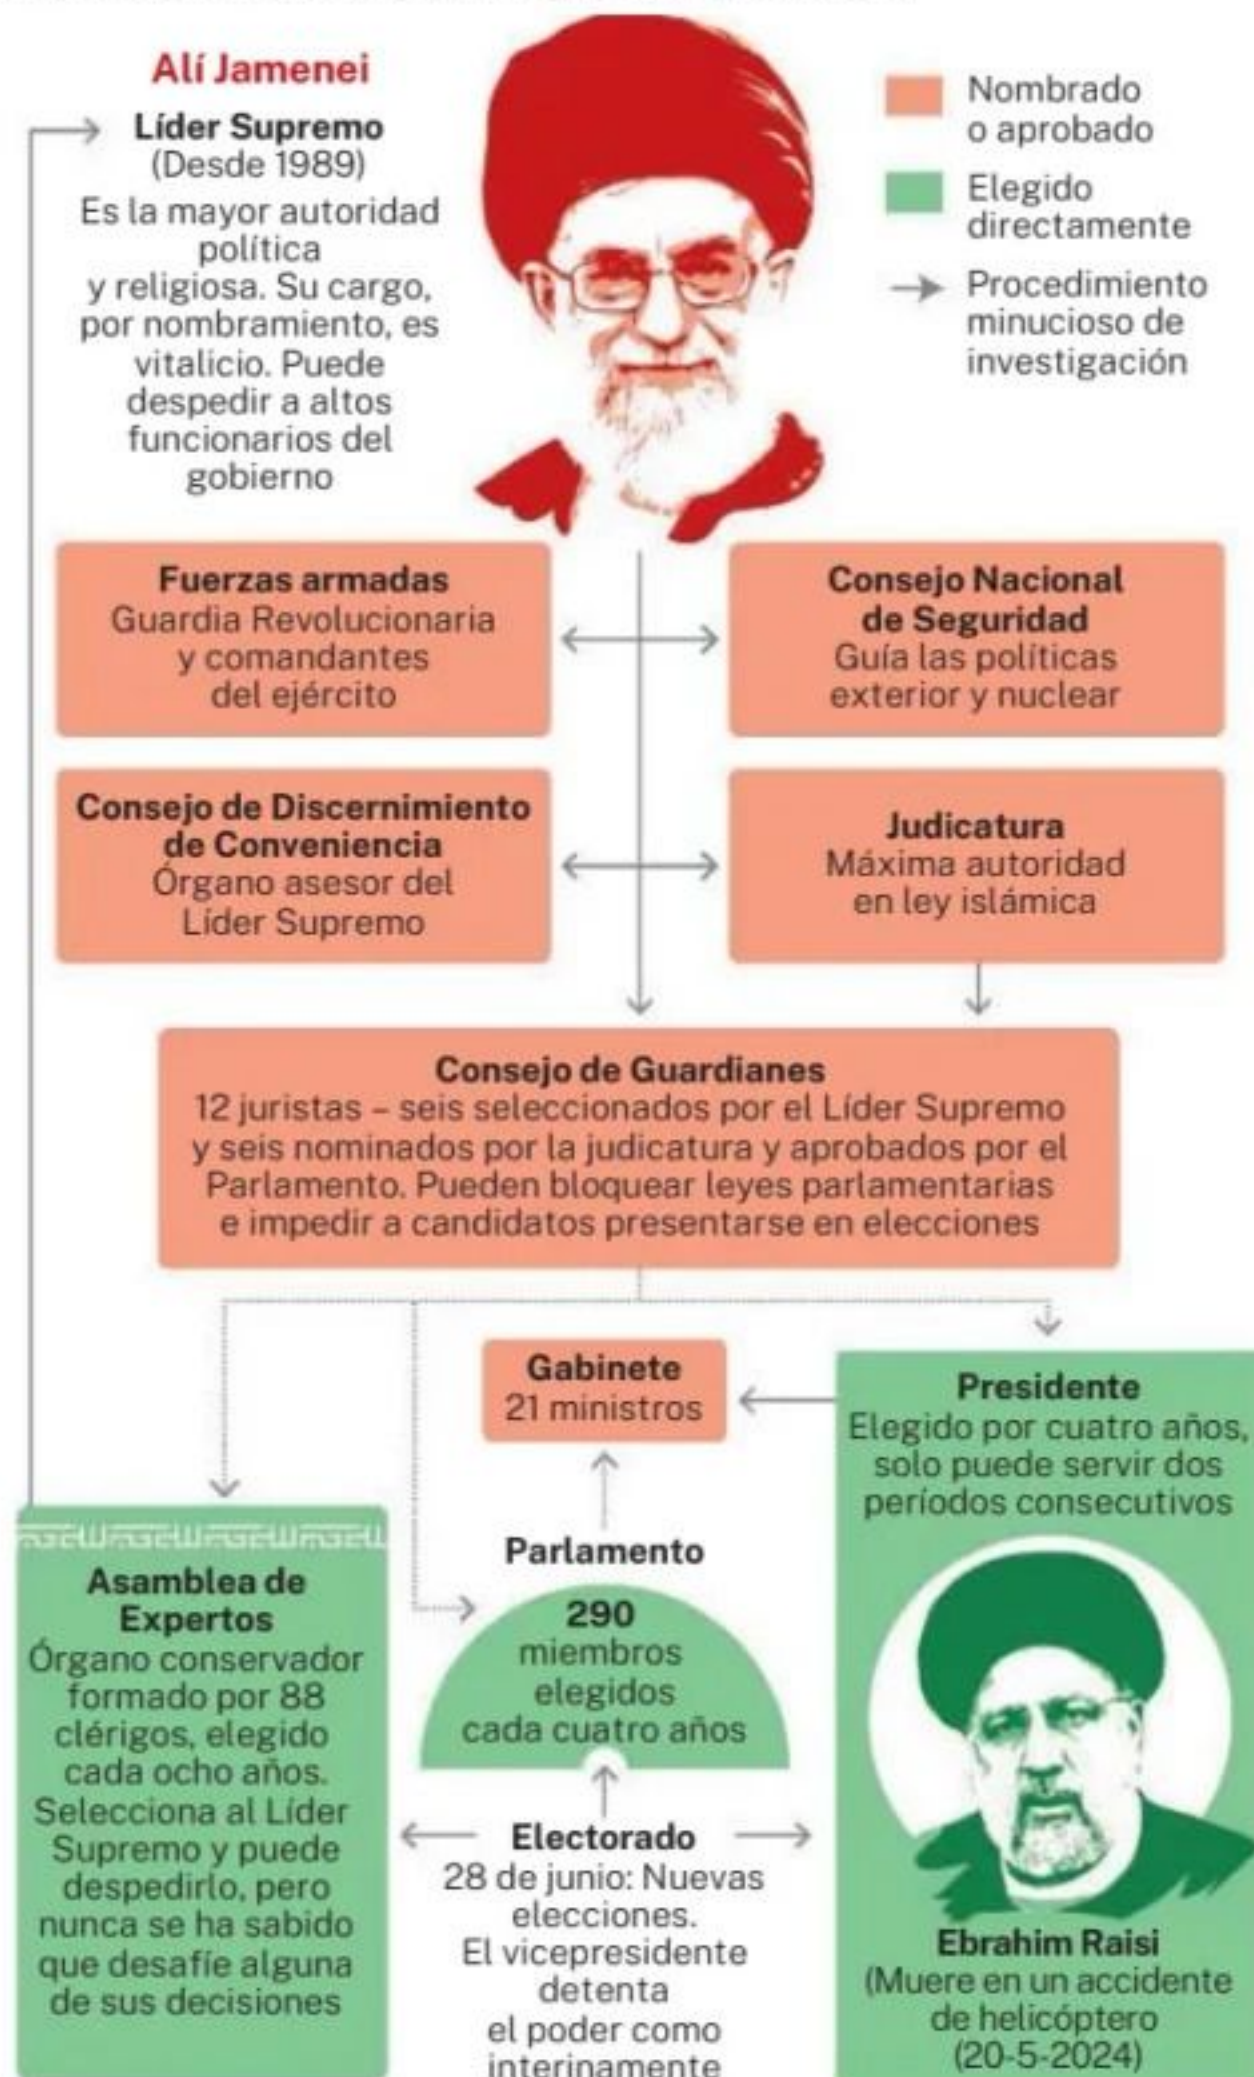 Alí Jamenei
Líder Supremo
(Desde 1989)
Es la mayor autoridad
política
y religiosa. Su cargo,
por nombramiento, es
vitalicio. Puede
despedir a altos
funcionarios del
gobierno
Nombrado
o aprobado
Elegido
directamente
Procedimiento
minucioso de
investigación
Fuerzas armadas
Guardia Revolucionaria
y comandantes
del ejército
Consejo Nacional
de Seguridad
Guía las políticas
exterior y nuclear
Consejo de Discernimiento
de Conveniencia
Órgano asesor del
Líder Supremo
Judicatura
Máxima autoridad
en ley islámica
Consejo de Guardianes
12 juristas – seis seleccionados por el Líder Supremo
y seis nominados por la judicatura y aprobados por el
Parlamento. Pueden bloquear leyes parlamentarias
e impedir a candidatos presentarse en elecciones
Gabinete
21 ministros
Presidente
Elegido por cuatro años,
solo puede servir dos
períodos consecutivos
Asamblea de
Expertos
Órgano conservador
formado por 88
clérigos, elegido
cada ocho años.
Selecciona al Líder
Supremo y puede
despedirlo, pero
nunca se ha sabido
que desafíe alguna
de sus decisiones
Parlamento
290
miembros
elegidos
cada cuatro años
Electorado
28 de junio: Nuevas
elecciones.
El vicepresidente
detenta
el poder como
interinamente
Ebrahim Raisi
(Muere en un accidente
de helicóptero
(20-5-2024)